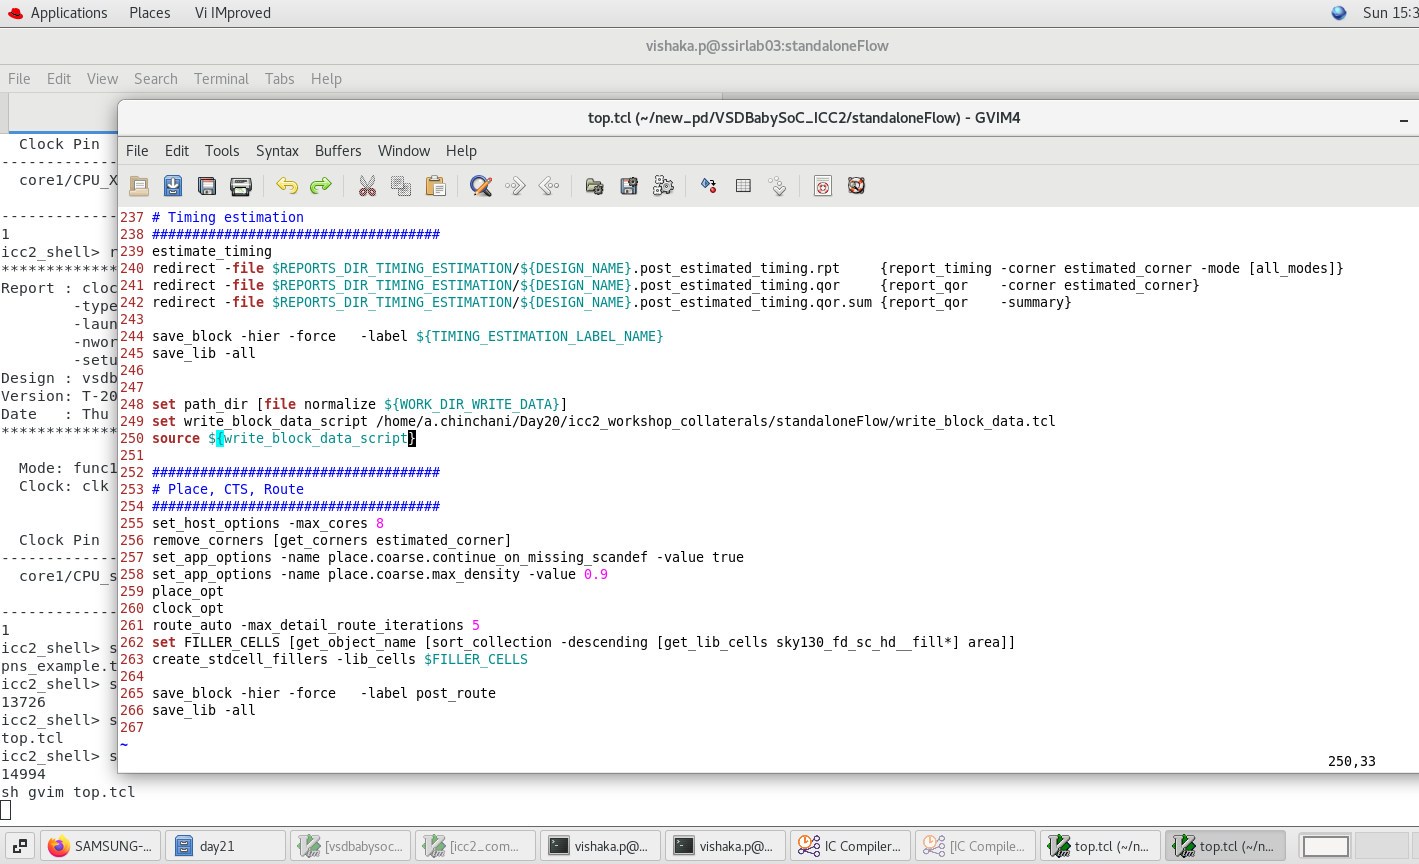 Applications Places Vi IMproved Sun 15:3
vishaka.p@ssirlab03:standaloneFlow
File Edit View Search Terminal Tabs Help
top.tcl (~/new_pd/VSDBabySoC_ICC2/standaloneFlow) - GVIM4
File Edit Tools Syntax Buffers Window Help
Clock Pin
------------
core1/CPU_X
------------
1
icc2_shell> r
*************
Report : cloc
-type
-laun
-nwor
-setu
Design : vsdb
Version: T-20
Date : Thu
*************
Mode: func1
Clock: clk
Clock Pin
------------
core1/CPU_s
------------
1
icc2_shell> s
pns_example.t
icc2_shell> s
13726
icc2_shell> s
top.tcl
icc2_shell> s
14994
sh gvim top.tcl
237 # Timing estimation
238 ####################################
239 estimate_timing
240 redirect -file $REPORTS_DIR_TIMING_ESTIMATION/${DESIGN_NAME}.post_estimated_timing.rpt     {report_timing -corner estimated_corner -mode [all_modes]}
241 redirect -file $REPORTS_DIR_TIMING_ESTIMATION/${DESIGN_NAME}.post_estimated_timing.qor     {report_qor    -corner estimated_corner}
242 redirect -file $REPORTS_DIR_TIMING_ESTIMATION/${DESIGN_NAME}.post_estimated_timing.qor.sum {report_qor    -summary}
243
244 save_block -hier -force   -label ${TIMING_ESTIMATION_LABEL_NAME}
245 save_lib -all
246
247
248 set path_dir [file normalize ${WORK_DIR_WRITE_DATA}]
249 set write_block_data_script /home/a.chinchani/Day20/icc2_workshop_collaterals/standaloneFlow/write_block_data.tcl
250 source ${write_block_data_script}
251
252 ####################################
253 # Place, CTS, Route
254 ####################################
255 set_host_options -max_cores 8
256 remove_corners [get_corners estimated_corner]
257 set_app_options -name place.coarse.continue_on_missing_scandef -value true
258 set_app_options -name place.coarse.max_density -value 0.9
259 place_opt
260 clock_opt
261 route_auto -max_detail_route_iterations 5
262 set FILLER_CELLS [get_object_name [sort_collection -descending [get_lib_cells sky130_fd_sc_hd__fill*] area]]
263 create_stdcell_fillers -lib_cells $FILLER_CELLS
264
265 save_block -hier -force   -label post_route
266 save_lib -all
267
~
250,33
SAMSUNG-... day21 [vsdbabysoc... [icc2_com... vishaka.p@... vishaka.p@... IC Compiler... [IC Compile... top.tcl (~/n... top.tcl (~/n...